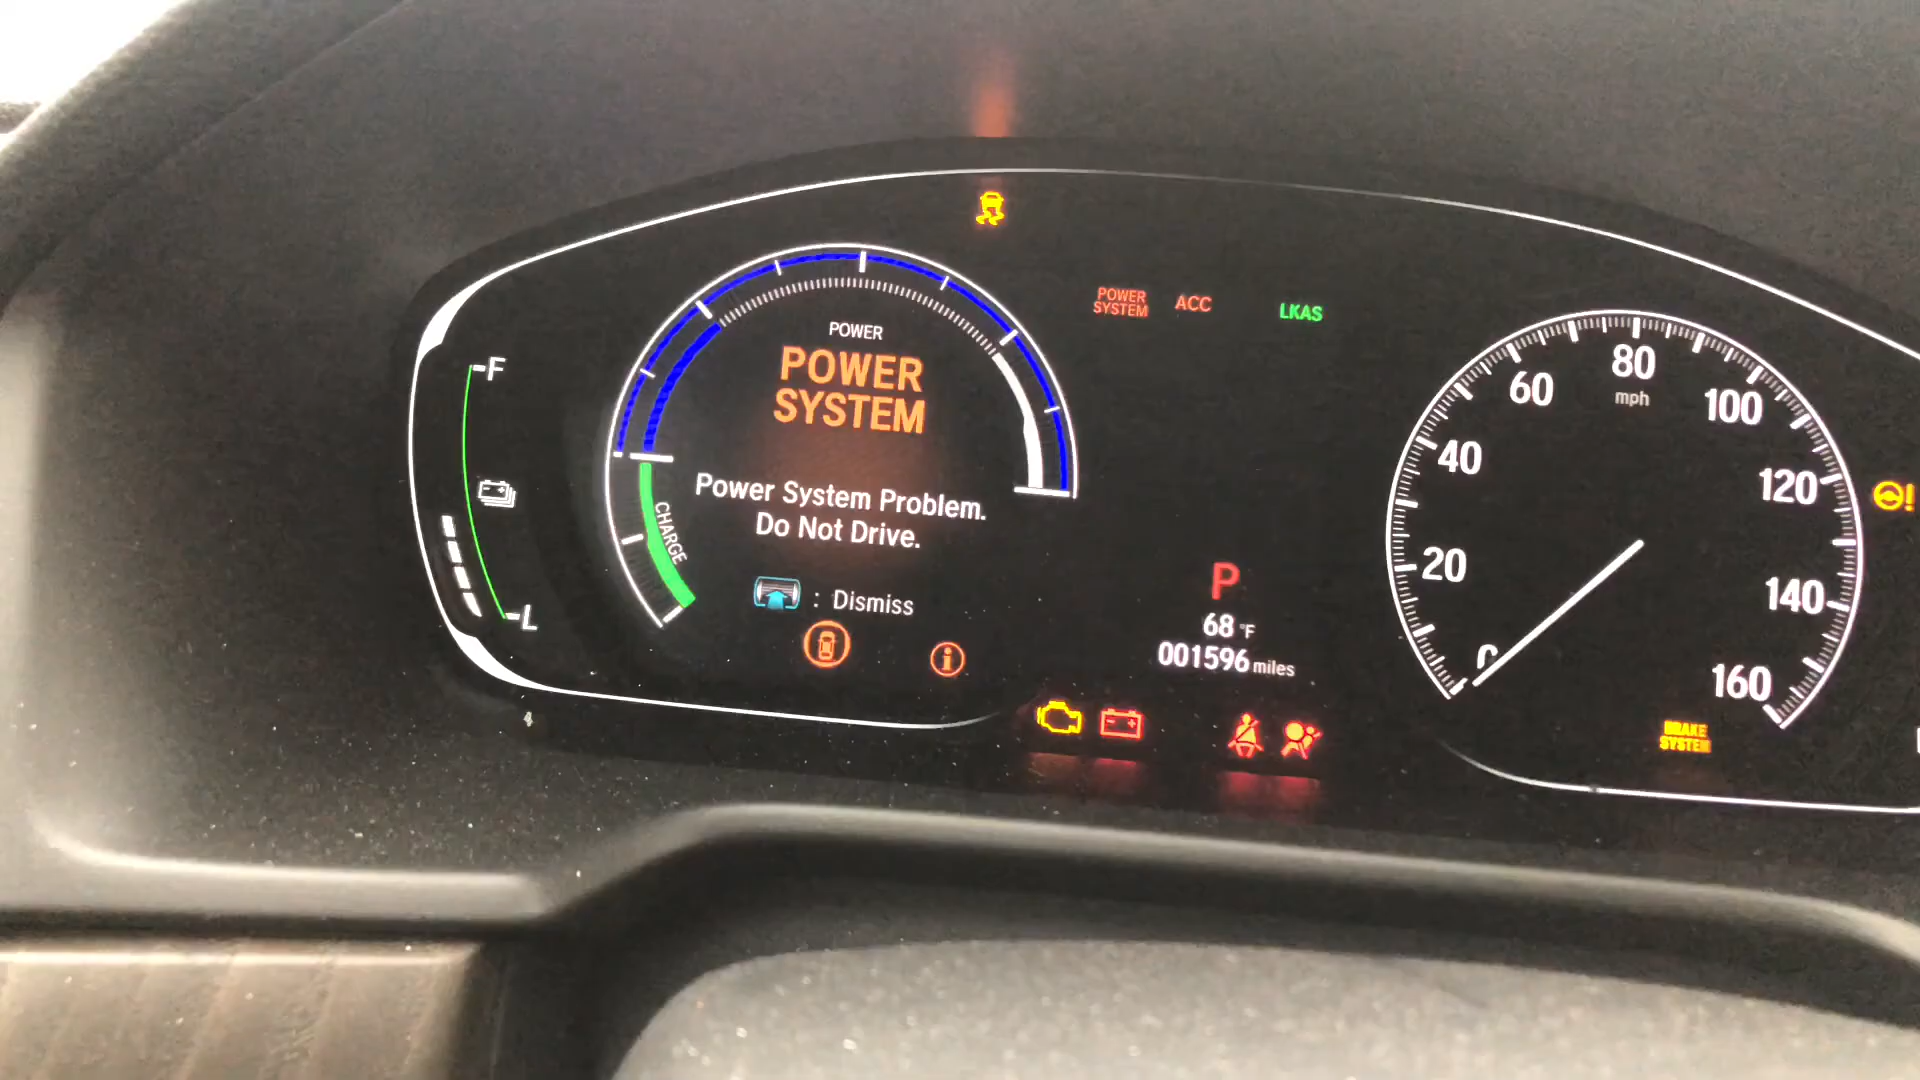 POWER
SYSTEM
ACC
LKAS
F
L
POWER
POWER
SYSTEM
Power System Problem.
Do Not Drive.
: Dismiss
CHARGE
P
68 °F
001596 miles
20
40
60
80
mph
100
120
140
160
BRAKE
SYSTEM